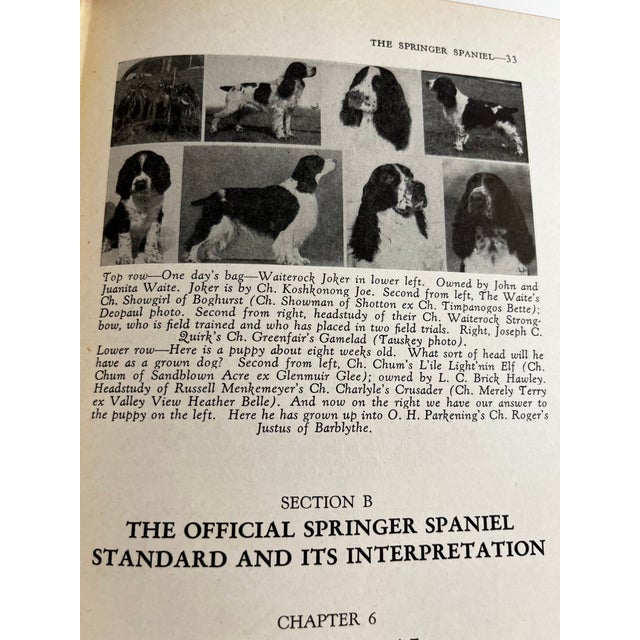 THE SPRINGER SPANIEL—33
Top row—One day's bag—Waiterock Joker in lower left. Owned by John and
Juanita Waite. Joker is by Ch. Koshkonong Joe. Second from left, The Waite's
Ch. Showgirl of Boghurst (Ch. Showman of Shotton ex Ch. Timpanogos Bette);
Deopaul photo. Second from right, headstudy of their Ch. Waiterock Strong-
bow, who is field trained and who has placed in two field trials. Right, Joseph C.
Quirk's Ch. Greenfair's Gamelad (Tauskey photo).
Lower row—Here is a puppy about eight weeks old. What sort of head will he
have as a grown dog? Second from left, Ch. Chum's L'ile Light'nin Elf (Ch.
Chum of Sandblown Acre ex Glenmuir Glee); owned by L. C. Brick Hawley.
Headstudy of Russell Menkemeyer's Ch. Charlyle's Crusader (Ch. Merely Terry
ex Valley View Heather Belle). And now on the right we have our answer to
the puppy on the left. Here he has grown up into O. H. Parkening's Ch. Roger's
Justus of Barblythe.
SECTION B
THE OFFICIAL SPRINGER SPANIEL
STANDARD AND ITS INTERPRETATION
CHAPTER 6